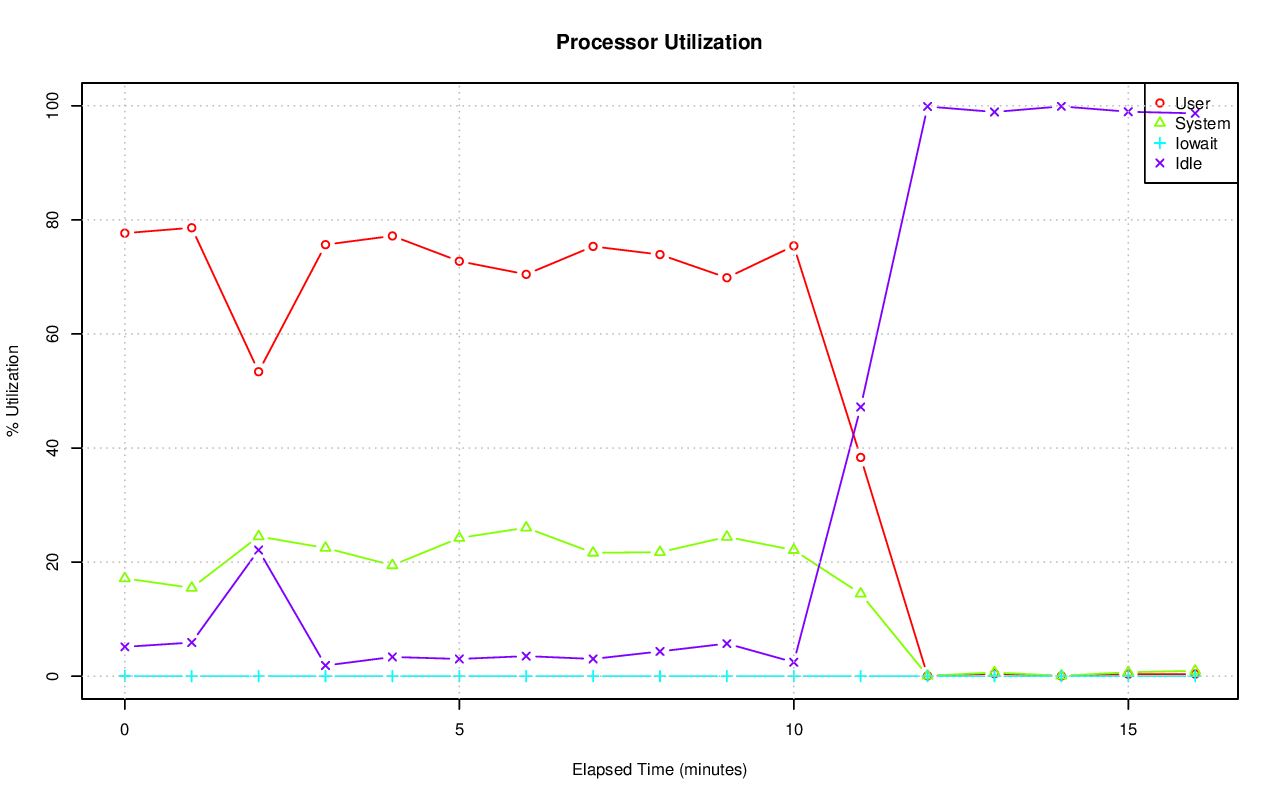 Processor Utilization
100
80
60
40
20
0
% Utilization
User
System
Iowait
Idle
0 5 10 15
Elapsed Time (minutes)